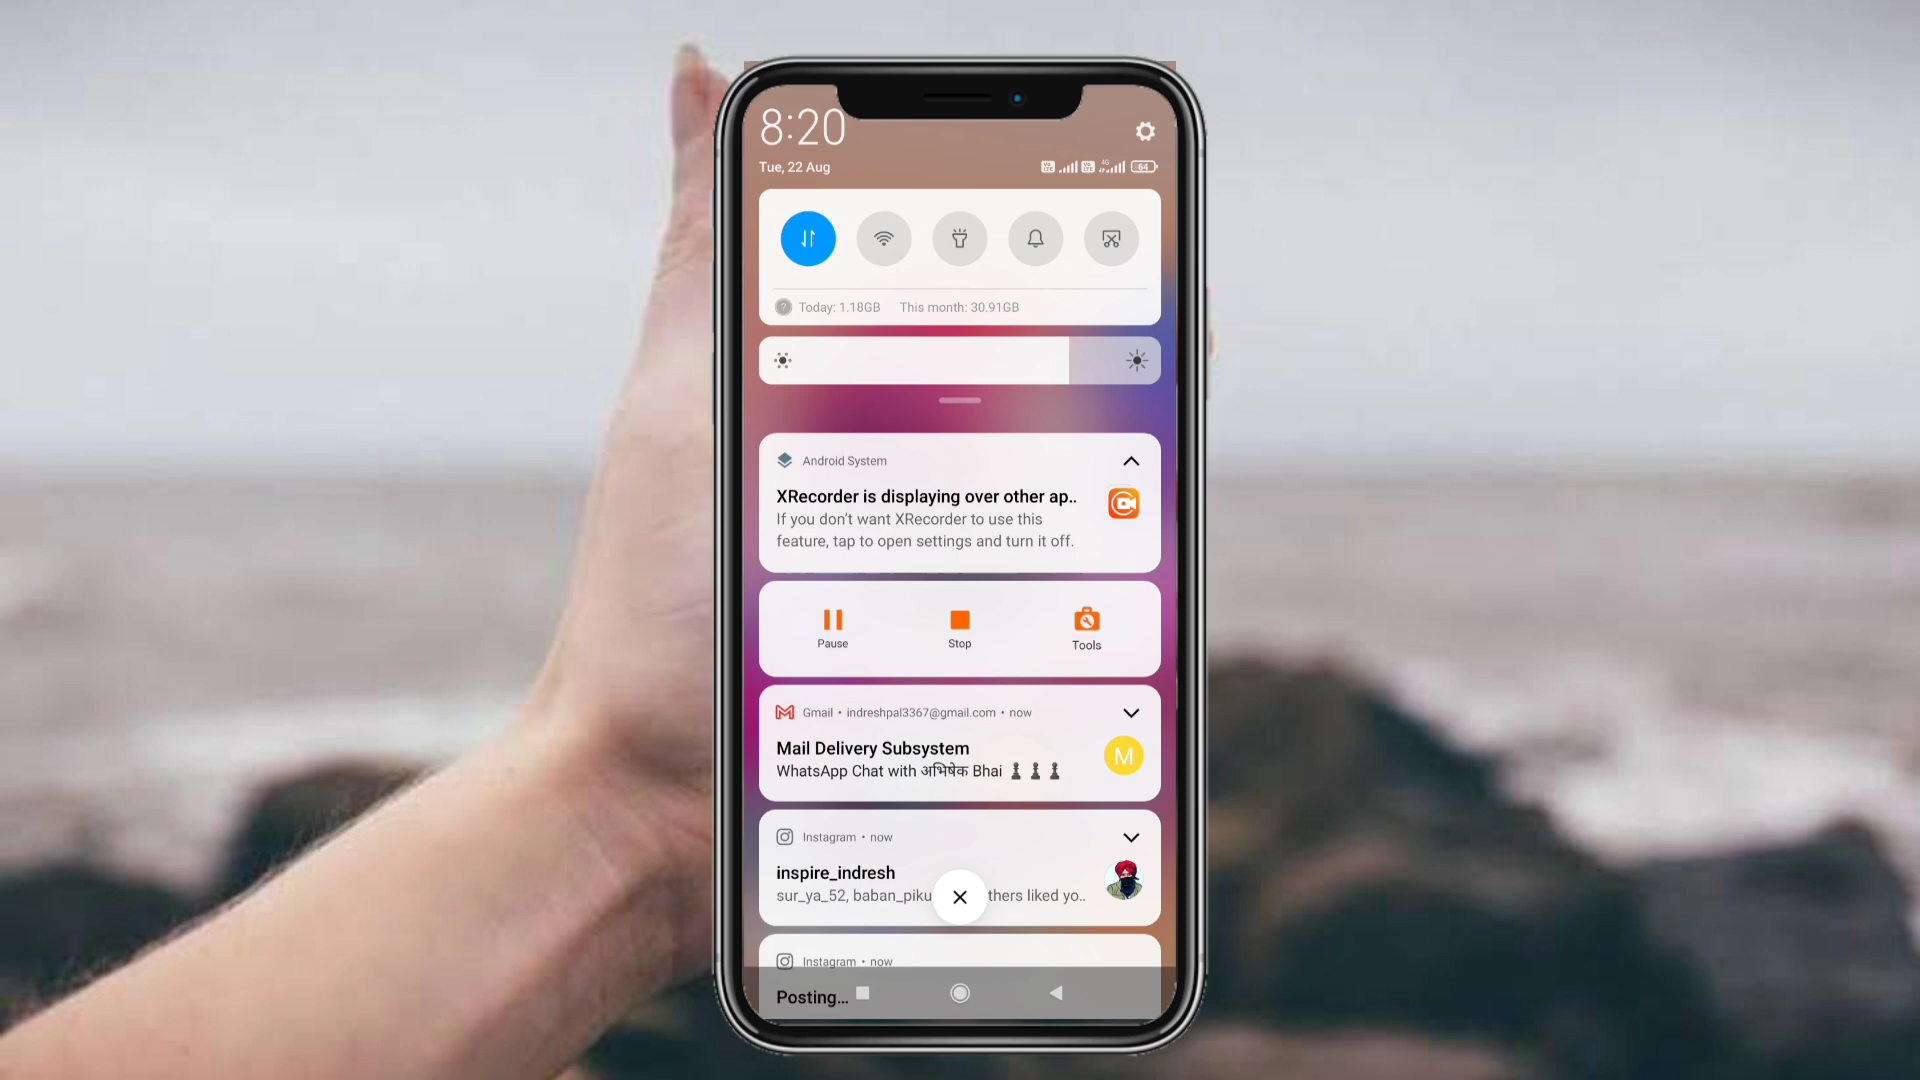 8:20
Tue, 22 Aug
64
Today: 1.18GB This month: 30.91GB
Android System
XRecorder is displaying over other ap..
If you don't want XRecorder to use this
feature, tap to open settings and turn it off.
Pause Stop Tools
Gmail • indreshpal3367@gmail.com • now
Mail Delivery Subsystem
WhatsApp Chat with अभिषेक Bhai ♟♟♟
M
Instagram • now
inspire_indresh
sur_ya_52, baban_piku thers liked yo..
Instagram • now
Posting...